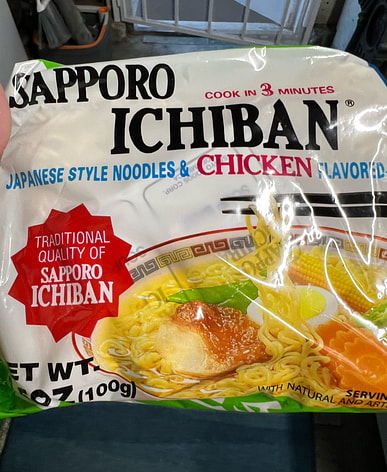 SAPPORO
COOK IN 3 MINUTES
ICHIBAN®
JAPANESE STYLE NOODLES & CHICKEN FLAVORED
TRADITIONAL
QUALITY OF
SAPPORO
ICHIBAN
ET WT.
OZ (100g)
SERVIN
WITH NATURAL AND ART